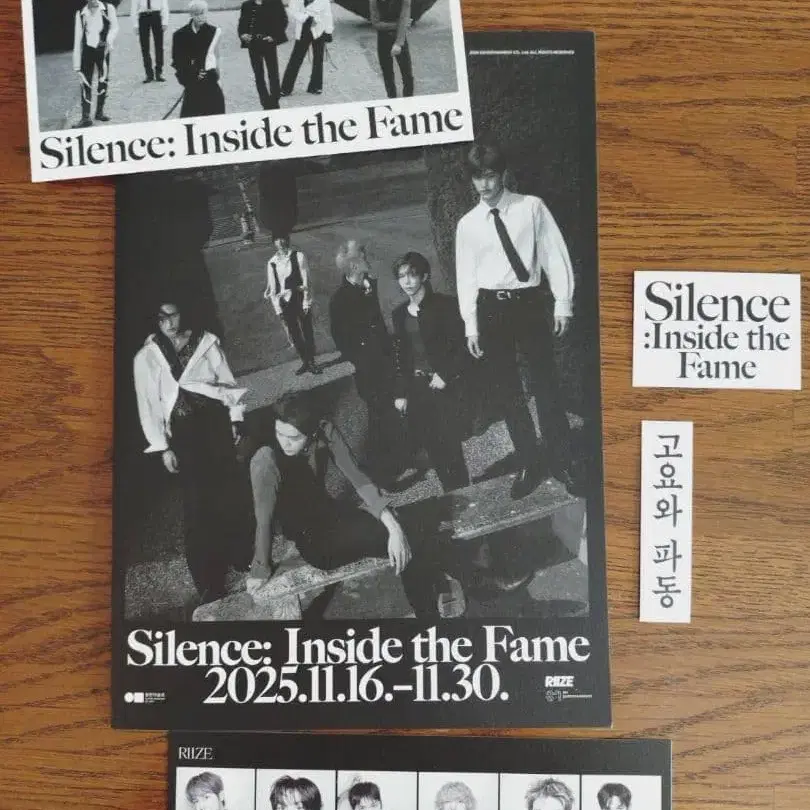 Silence: Inside the Fame
Silence: Inside the Fame
2025.11.16.–11.30.
RIIZE
Silence
:Inside the
Fame
고요와 파동
RIIZE